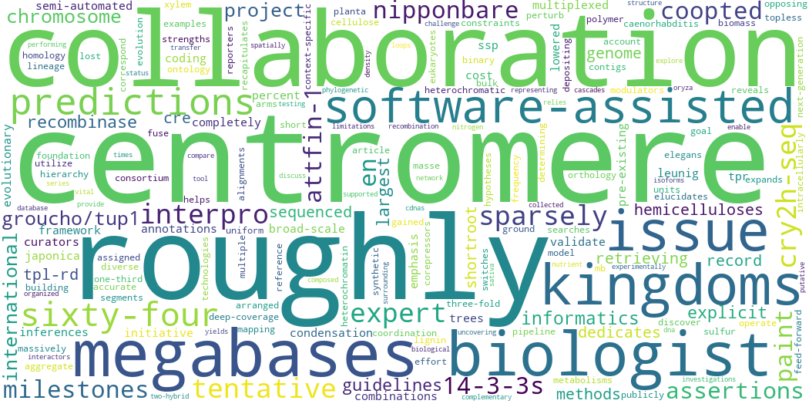 semi-automated xylem examples planta context-specific multiplexed opposing topless
chromosome project nipponbare coopted caenorhabditis
collaboration
homology evolution strengths reporters constraints perturb biomass
lineage lost coding ontology transfer cellulose polymer challenge structure
status correspond performing spatially recapitulates density loops eukaryotes modulators
ssp lowered account genome binary cost contigs bulk reveals explore heterochromatic
predictions software-assisted
percent arms testing cascades representing relies phylogenetic oryza
recombinase cre attfin-1 depositing next-generation
centromere
evolutionary foundation times utilize hierarchy series vital provide
completely fuse short limitations recombination nitrogen enable
consortium tool compare article goal discuss alignments supported network masse
helps database en largest
determining frequency hypotheses pre-existing elegans leunig tpr orthology expands units
intracellularly isoforms elucidates
cry2h-seq
groucho/tup1 interpro sequenced broad-scale cdnas gained collected
sparsely issue hemicelluloses
curators framework annotations uniform ground searches validate retrieving record
japonica assigned diverse multiple reference emphasis corepressors shortroot model mb experimentally
roughly kingdoms
international tpl-rd building one-third accurate segments technologies
synthetic switches sativa nutrient heterochromatin surrounding composed
organized deep-coverage arranged mapping
sixty-four expert three-fold trees informatics explicit
inferences initiative condensation coordination pipeline discover dna putative
massively aggregate effort lignin yields biological uncovering dedicates sulfur operate paint feed-forward
megabases biologist
interactors metabolisms
milestones tentative guidelines 14-3-3s methods assertions
two-hybrid combinations complementary publicly investigations